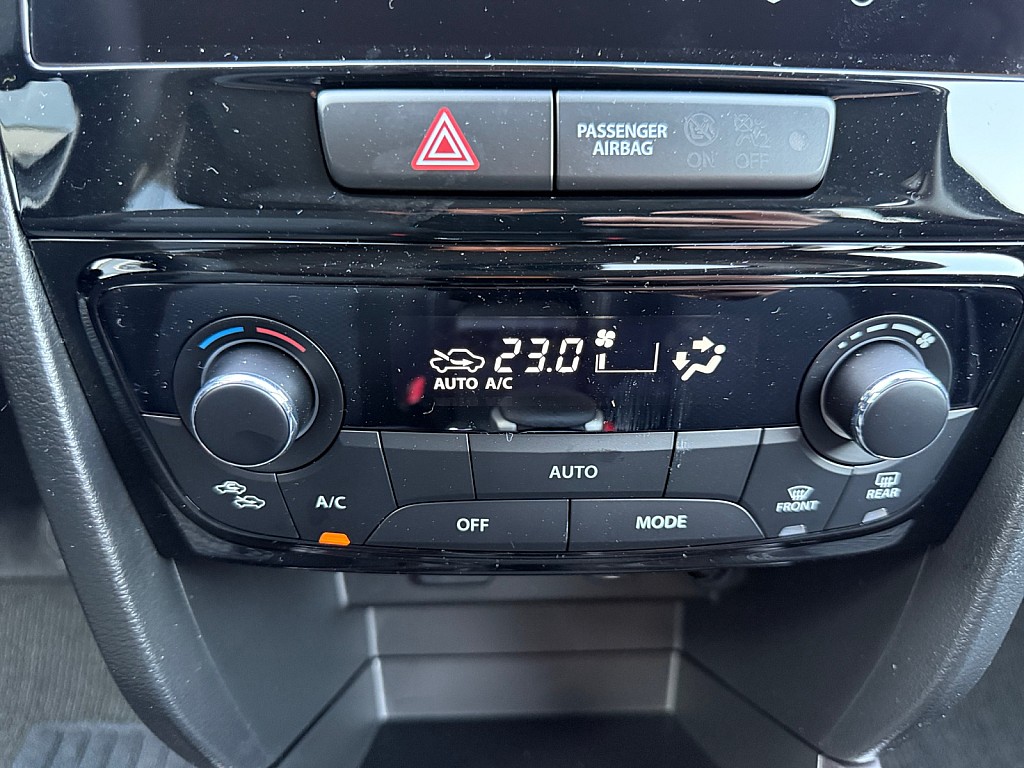 PASSENGER
AIRBAG
ON OFF
23.0
AUTO A/C
AUTO
A/C
OFF
MODE
FRONT
REAR